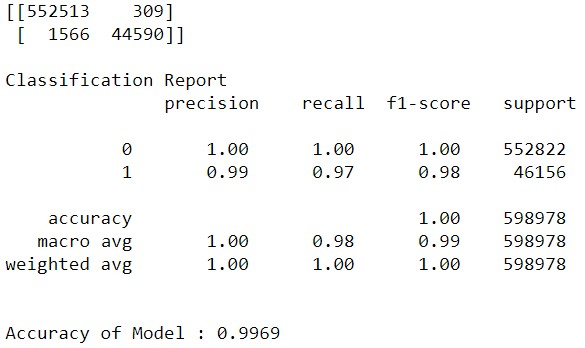 [[552513    309]
 [  1566  44590]]
Classification Report
              precision    recall  f1-score   support
           0       1.00      1.00      1.00    552822
           1       0.99      0.97      0.98     46156
    accuracy                           1.00    598978
   macro avg       1.00      0.98      0.99    598978
weighted avg       1.00      1.00      1.00    598978
Accuracy of Model : 0.9969